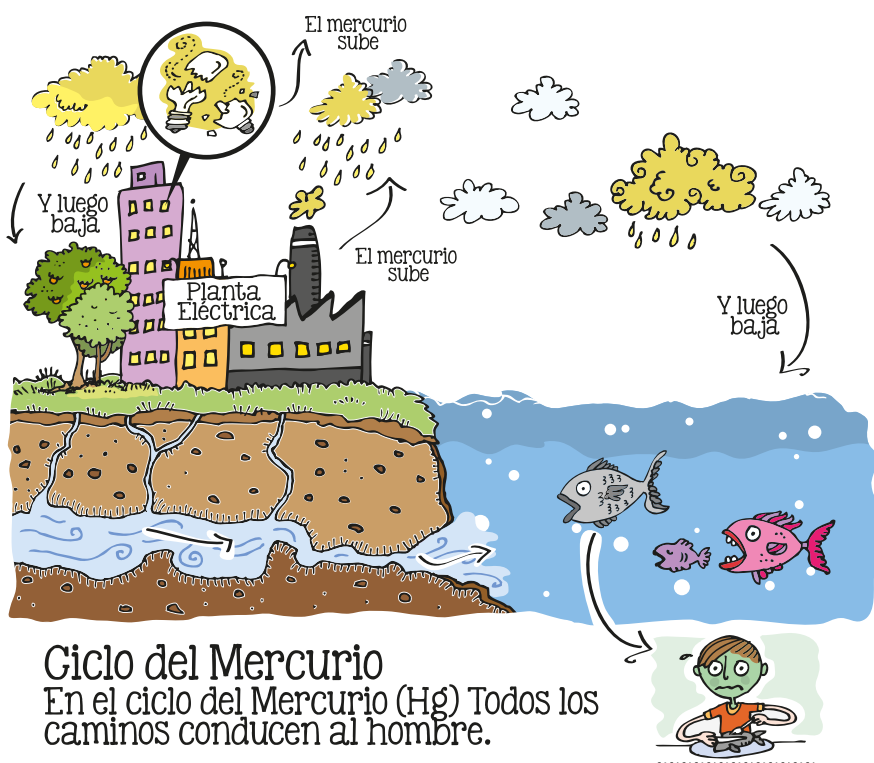 El mercurio
sube
Y luego
baja
El mercurio
sube
Planta
Eléctrica
Y luego
baja
Ciclo del Mercurio
En el ciclo del Mercurio (Hg) Todos los
caminos conducen al hombre.